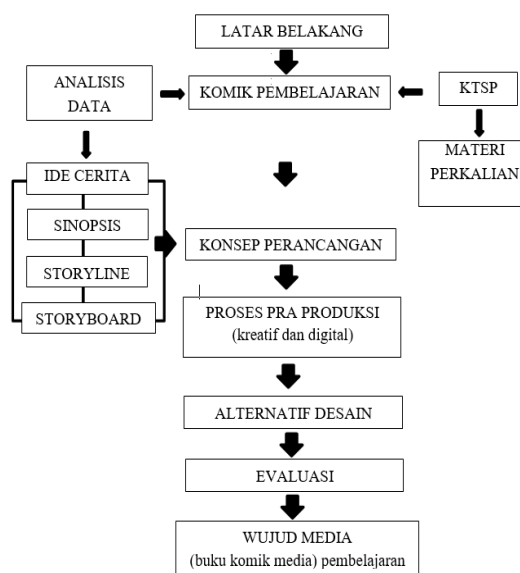 LATAR BELAKANG
ANALISIS
DATA
KOMIK PEMBELAJARAN
KTSP
MATERI
PERKALIAN
IDE CERITA
SINOPSIS
STORYLINE
STORYBOARD
KONSEP PERANCANGAN
PROSES PRA PRODUKSI
(kreatif dan digital)
ALTERNATIF DESAIN
EVALUASI
WUJUD MEDIA
(buku komik media) pembelajaran